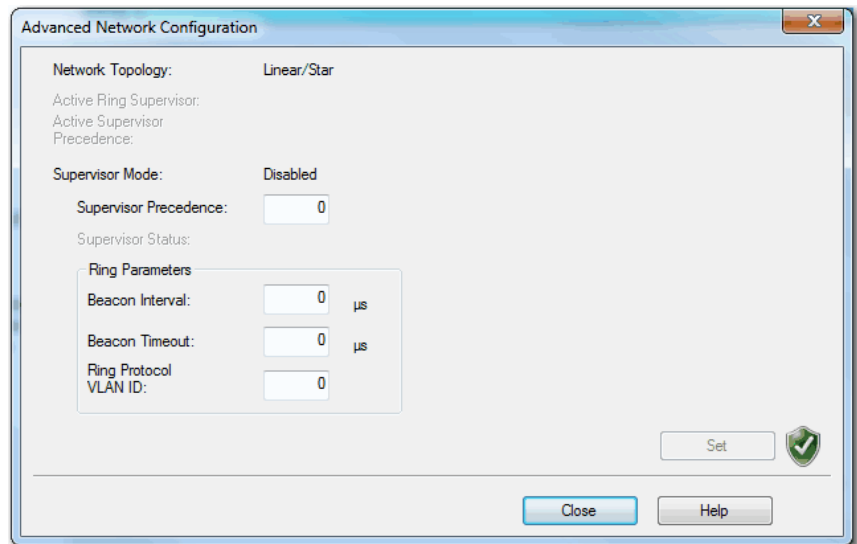 Advanced Network Configuration
Network Topology: Linear/Star
Active Ring Supervisor:
Active Supervisor
Precedence:
Supervisor Mode: Disabled
Supervisor Precedence: 0
Supervisor Status:
Ring Parameters
Beacon Interval: 0 µs
Beacon Timeout: 0 µs
Ring Protocol
VLAN ID: 0
Set
Close Help